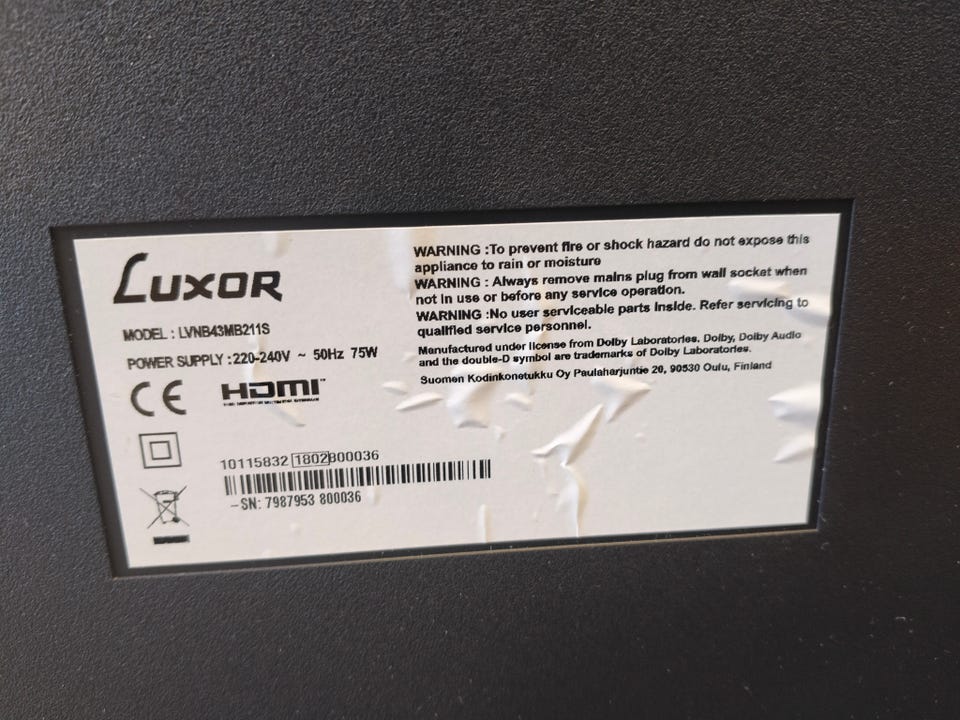 LUXOR
MODEL : LVNB43MB211S
POWER SUPPLY : 220-240V ~ 50Hz 75W
CE HDMI™
10115832 1802800036
–SN: 7987953 800036
WARNING :To prevent fire or shock hazard do not expose this
appliance to rain or moisture
WARNING : Always remove mains plug from wall socket when
not in use or before any service operation.
WARNING :No user serviceable parts inside. Refer servicing to
qualified service personnel.
Manufactured under license from Dolby Laboratories. Dolby, Dolby Audio
and the double-D symbol are trademarks of Dolby Laboratories.
Suomen Kodinkonetukku Oy Paulaharjuntie 20, 90530 Oulu, Finland